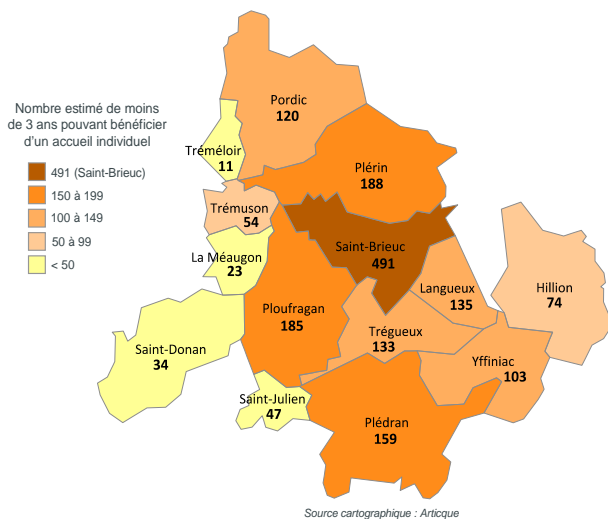 Nombre estimé de moins
de 3 ans pouvant bénéficier
d'un accueil individuel
491 (Saint-Brieuc)
150 à 199
100 à 149
50 à 99
< 50
Pordic
120
Tréméloir
11
Plérin
188
Trémuson
54
Saint-Brieuc
491
La Méaugon
23
Langueux
135
Hillion
74
Ploufragan
185
Trégueux
133
Saint-Donan
34
Yffiniac
103
Saint-Julien
47
Plédran
159
Source cartographique : Articque